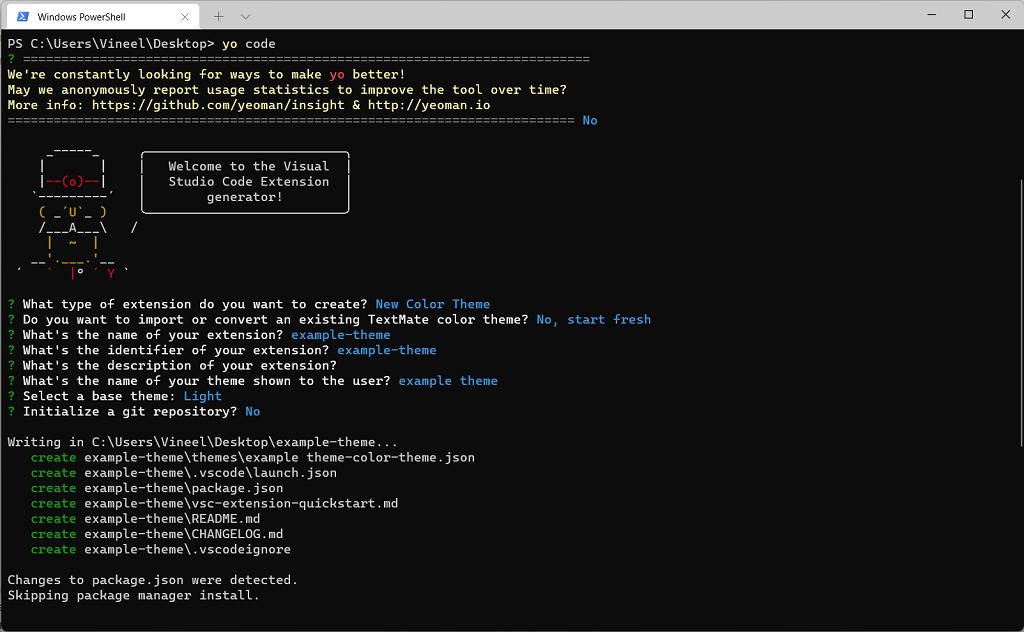 Windows PowerShell
PS C:\Users\Vineel\Desktop> yo code
? ==========================================================================
We're constantly looking for ways to make yo better!
May we anonymously report usage statistics to improve the tool over time?
More info: https://github.com/yeoman/insight & http://yeoman.io
========================================================================== No
     _-----_     ╭──────────────────────────╮
    |       |    │   Welcome to the Visual  │
    |--(o)--|    │   Studio Code Extension  │
   `---------´   │        generator!        │
    ( _´U`_ )    ╰──────────────────────────╯
    /___A___\   /
     |  ~  |
   __'.___.'__
 ´   `  |° ´ Y `
? What type of extension do you want to create? New Color Theme
? Do you want to import or convert an existing TextMate color theme? No, start fresh
? What's the name of your extension? example-theme
? What's the identifier of your extension? example-theme
? What's the description of your extension?
? What's the name of your theme shown to the user? example theme
? Select a base theme: Light
? Initialize a git repository? No
Writing in C:\Users\Vineel\Desktop\example-theme...
   create example-theme\themes\example theme-color-theme.json
   create example-theme\.vscode\launch.json
   create example-theme\package.json
   create example-theme\vsc-extension-quickstart.md
   create example-theme\README.md
   create example-theme\CHANGELOG.md
   create example-theme\.vscodeignore
Changes to package.json were detected.
Skipping package manager install.